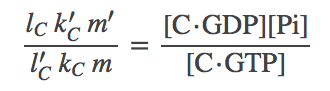 l_C k′_C m′ / l′_C k_C m = [C·GDP][Pi] / [C·GTP]